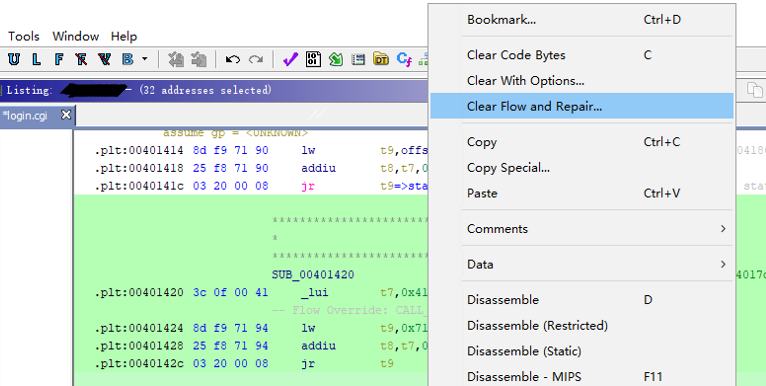 Tools Window Help
U L F R V B
Listing: (32 addresses selected)
*login.cgi
assume gp = <UNKNOWN>
.plt:00401414 8d f9 71 90 lw t9,offs
.plt:00401418 25 f8 71 90 addiu t8,t7,0
.plt:0040141c 03 20 00 08 jr t9=>sta
*************************
*
*************************
SUB_00401420
.plt:00401420 3c 0f 00 41 _lui t7,0x41
-- Flow Override: CALL_
.plt:00401424 8d f9 71 94 lw t9,0x71
.plt:00401428 25 f8 71 94 addiu t8,t7,0
.plt:0040142c 03 20 00 08 jr t9
Bookmark... Ctrl+D
Clear Code Bytes C
Clear With Options...
Clear Flow and Repair...
Copy Ctrl+C
Copy Special...
Paste Ctrl+V
Comments
Data
Disassemble D
Disassemble (Restricted)
Disassemble (Static)
Disassemble - MIPS F11